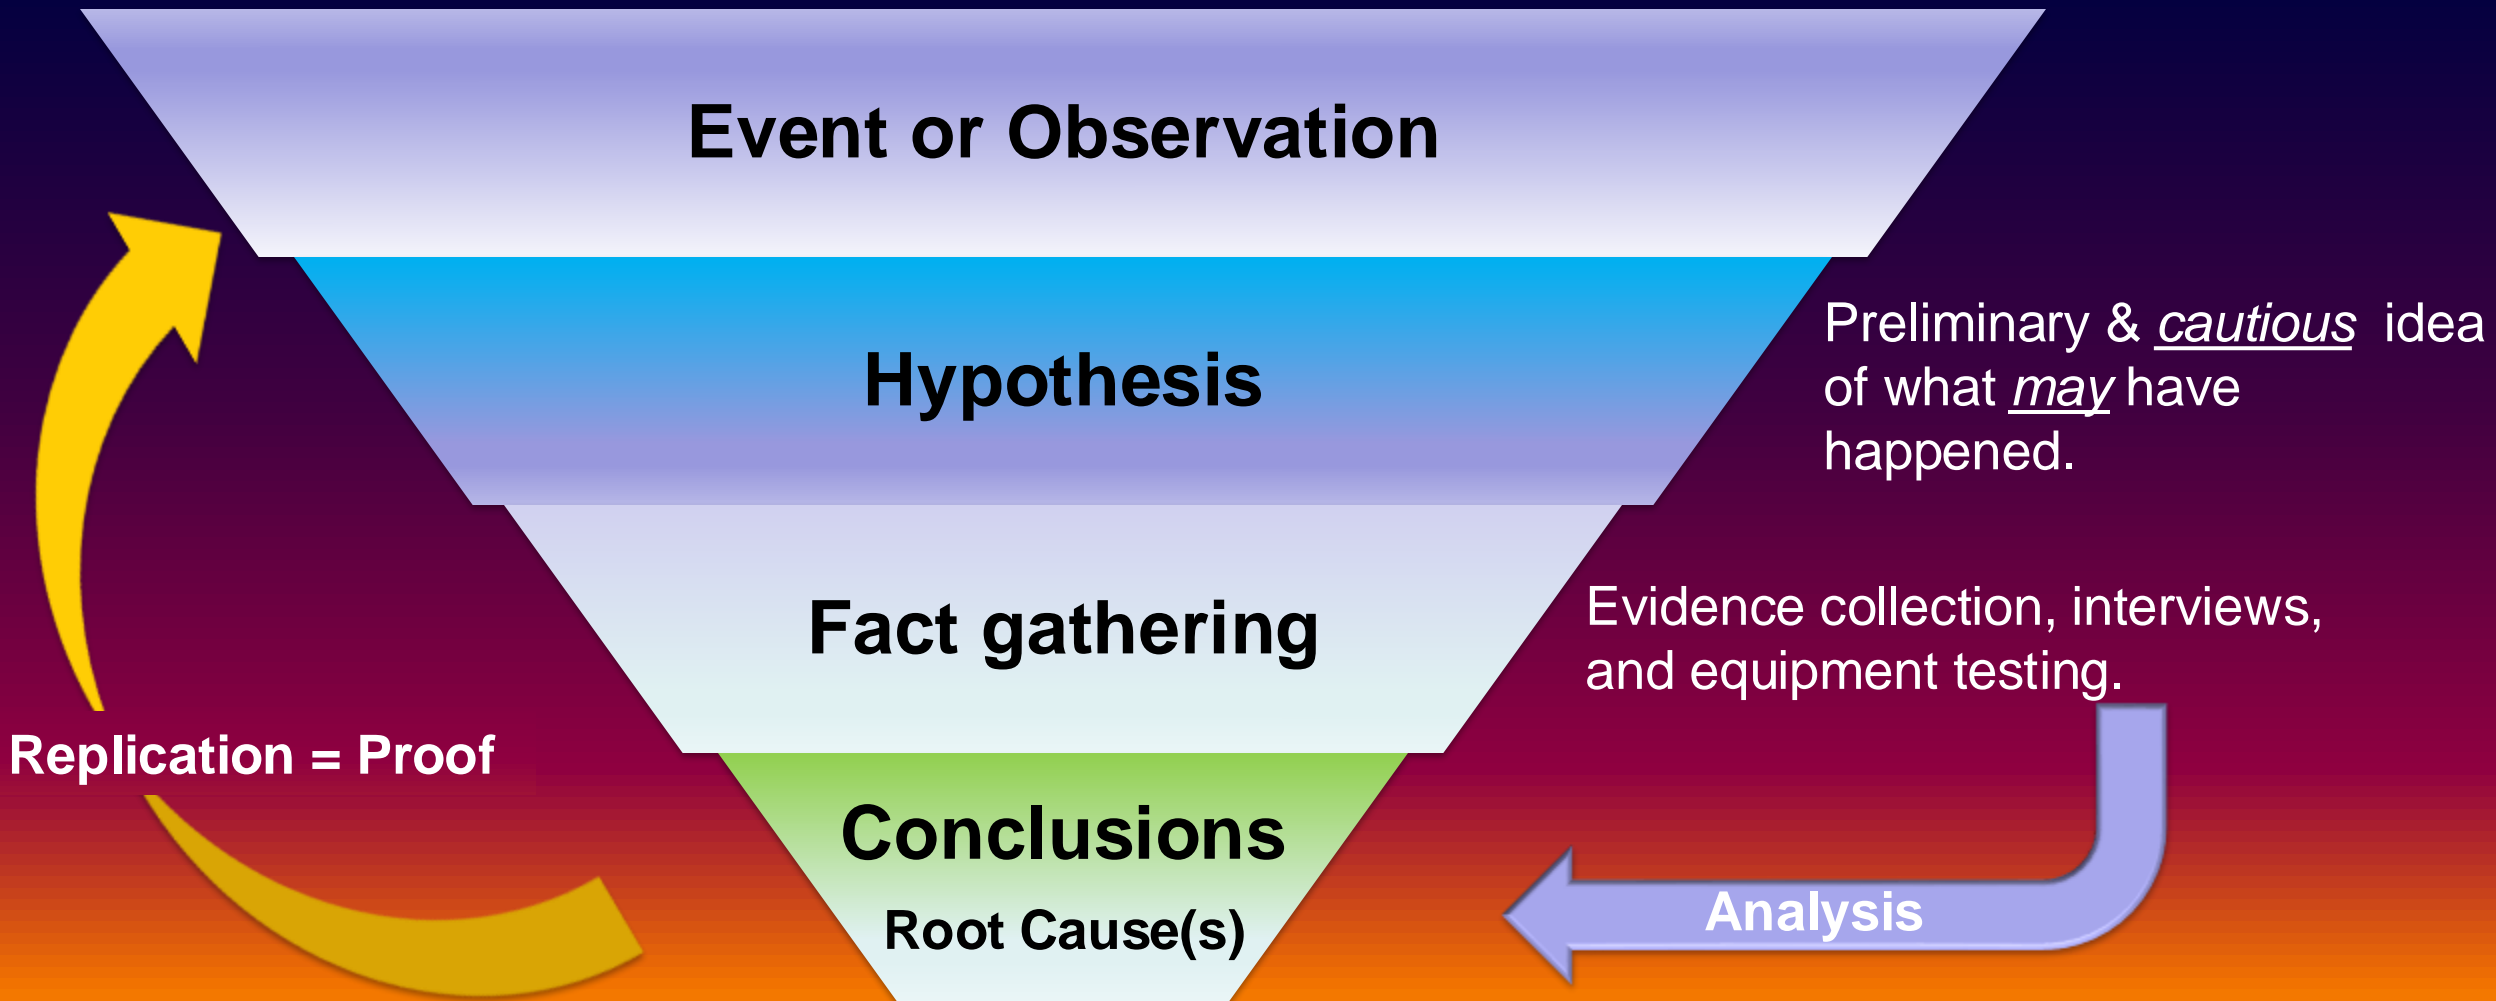 Event or Observation
Hypothesis
Preliminary & cautious idea
of what may have
happened.
Fact gathering
Evidence collection, interviews,
and equipment testing.
Replication = Proof
Conclusions
Root Cause(s)
Analysis